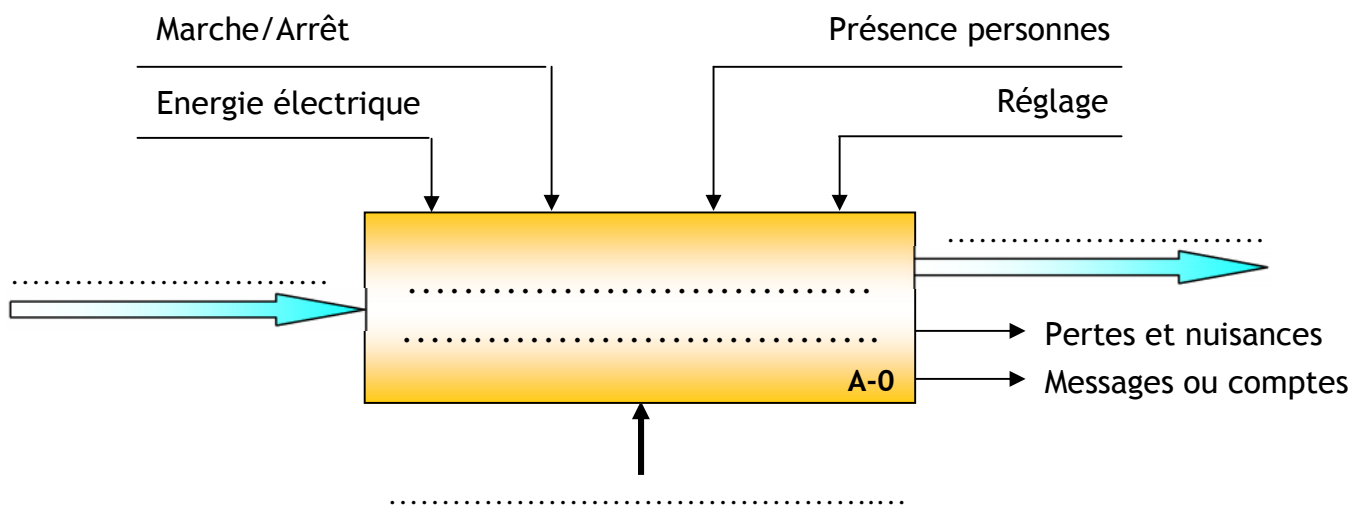 Marche/Arrêt
Présence personnes
Energie électrique
Réglage
................................
................................
................................
................................
A-0
Pertes et nuisances
Messages ou comptes
................................